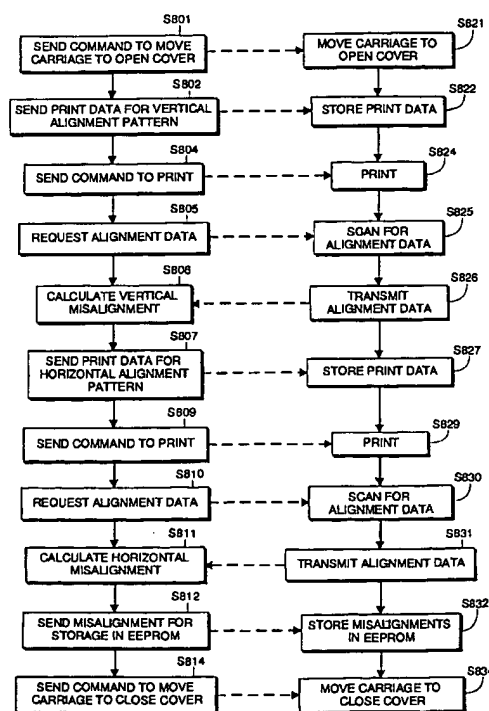 S801
SEND COMMAND TO MOVE
CARRIAGE TO OPEN COVER
S821
MOVE CARRIAGE TO
OPEN COVER
S802
SEND PRINT DATA FOR VERTICAL
ALIGNMENT PATTERN
S822
STORE PRINT DATA
S804
SEND COMMAND TO PRINT
S824
PRINT
S805
REQUEST ALIGNMENT DATA
S825
SCAN FOR
ALIGNMENT DATA
S806
CALCULATE VERTICAL
MISALIGNMENT
S826
TRANSMIT
ALIGNMENT DATA
S807
SEND PRINT DATA FOR
HORIZONTAL ALIGNMENT
PATTERN
S827
STORE PRINT DATA
S809
SEND COMMAND TO PRINT
S829
PRINT
S810
REQUEST ALIGNMENT DATA
S830
SCAN FOR
ALIGNMENT DATA
S811
CALCULATE HORIZONTAL
MISALIGNMENT
S831
TRANSMIT ALIGNMENT DATA
S812
SEND MISALIGNMENT FOR
STORAGE IN EEPROM
S832
STORE MISALIGNMENTS
IN EEPROM
S814
SEND COMMAND TO MOVE
CARRIAGE TO CLOSE COVER
MOVE CARRIAGE TO
CLOSE COVER